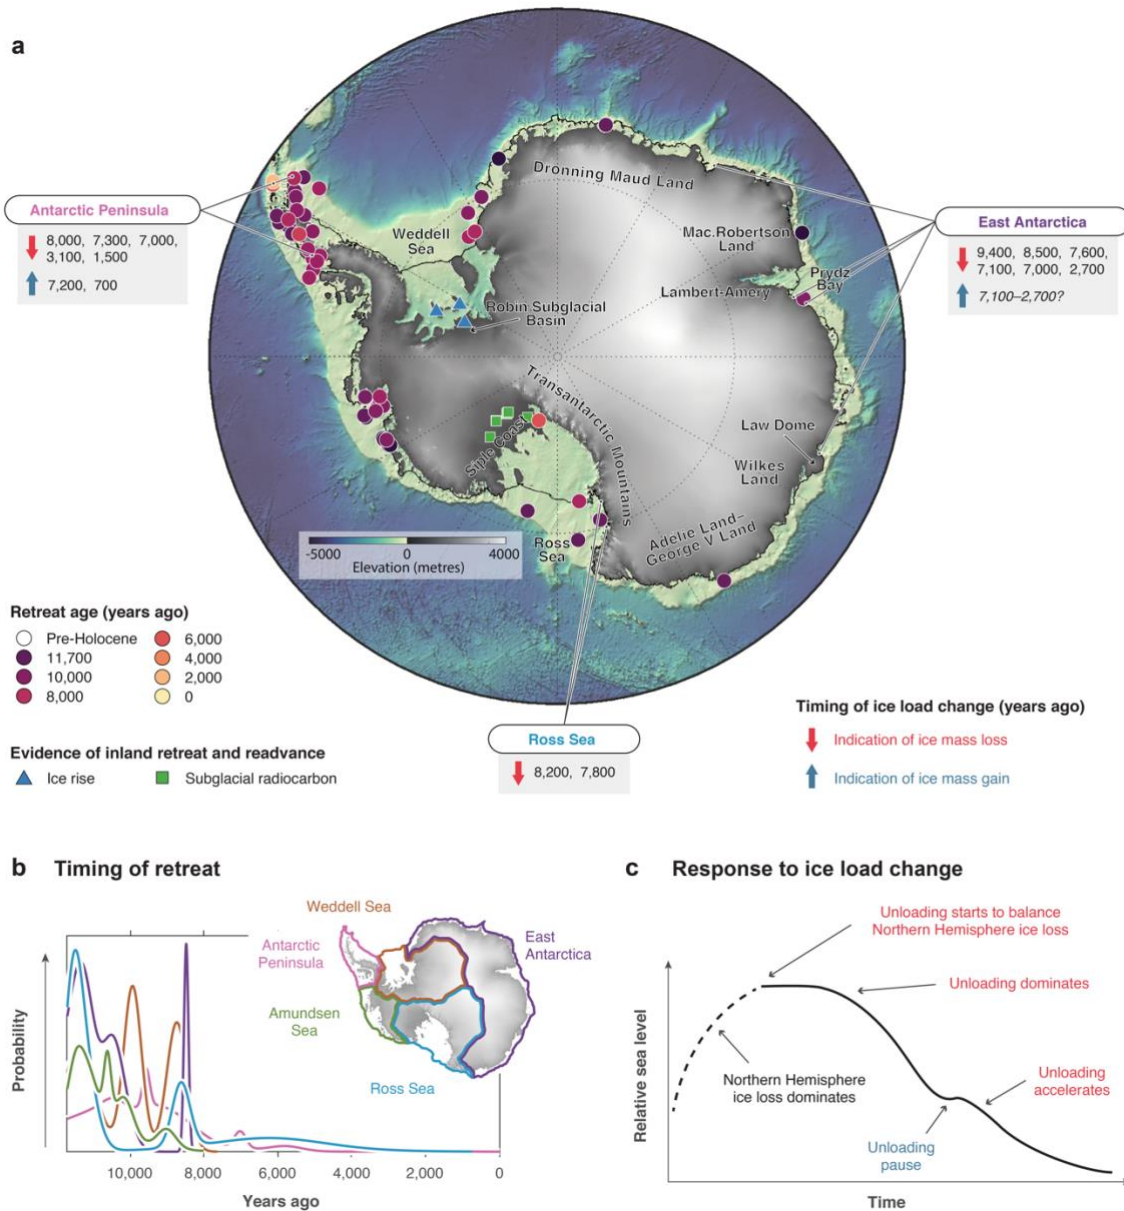 a
Antarctic Peninsula
8,000, 7,300, 7,000,
3,100, 1,500
7,200, 700
Dronning Maud Land
Weddell
Sea
Mac.Robertson
Land
Prydz
Bay
Lambert-Amery
Robin Subglacial
Basin
East Antarctica
9,400, 8,500, 7,600,
7,100, 7,000, 2,700
7,100–2,700?
Transantarctic Mountains
Siple Coast
Law Dome
Wilkes
Land
Adelie Land–
George V Land
Ross
Sea
-5000 0 4000
Elevation (metres)
Retreat age (years ago)
Pre-Holocene 6,000
11,700 4,000
10,000 2,000
8,000 0
Evidence of inland retreat and readvance
Ice rise Subglacial radiocarbon
Ross Sea
8,200, 7,800
Timing of ice load change (years ago)
Indication of ice mass loss
Indication of ice mass gain
b Timing of retreat
Weddell Sea
Antarctic
Peninsula
East
Antarctica
Amundsen
Sea
Ross Sea
Probability
10,000 8,000 6,000 4,000 2,000 0
Years ago
c Response to ice load change
Unloading starts to balance
Northern Hemisphere ice loss
Unloading dominates
Northern Hemisphere
ice loss dominates
Unloading
accelerates
Unloading
pause
Relative sea level
Time